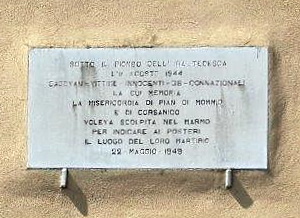 SOTTO IL PIOMBO DELL'IRA TEDESCA
AGOSTO 1944
CADEVANO VITTIME INNOCENTI CONNAZIONALI
LA CUI MEMORIA
LA MISERICORDIA DI PIAN DI MOMMIO
E DI CORSANICO
VOLEVA SCOLPITA NEL MARMO
PER INDICARE AI POSTERI
IL LUOGO DEL LORO MARTIRIO
22 MAGGIO 1949